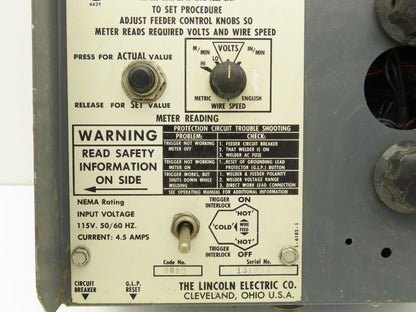 TO SET PROCEDURE
ADJUST FEEDER CONTROL KNOBS SO
METER READS REQUIRED VOLTS AND WIRE SPEED
PRESS FOR ACTUAL VALUE
RELEASE FOR SET VALUE
M/MIN
VOLTS
IN/MIN
HI
LO
METRIC
ENGLISH
WIRE SPEED
METER READING
WARNING
READ SAFETY
INFORMATION
ON SIDE
PROTECTION CIRCUIT TROUBLE SHOOTING
PROBLEM:
CHECK:
TRIGGER NOT WORKING
METER OFF
1. FEEDER CIRCUIT BREAKER
2. THAT WELDER IS ON
3. WELDER AC FUSE
TRIGGER NOT WORKING
METER ON
1. RESET OF GROUNDING LEAD
PROTECTOR (G.L.P.) BUTTON
TRIGGER WORKS, BUT
SHUTS DOWN WHILE
WELDING
1. WELDER & FEEDER POLARITY
2. WELDER VOLTAGE RANGE
3. DIRECT WORK LEAD CONNECTION
SEE OPERATING MANUAL FOR ADDITIONAL INFORMATION
NEMA Rating
INPUT VOLTAGE
115V. 50/60 HZ.
CURRENT: 4.5 AMPS
TRIGGER
INTERLOCK
ON
"HOT"
"COLD"
WIRE
FEED
"HOT"
TRIGGER
INTERLOCK
OFF
L-6182-1
Code No.
Serial No.
9083
CIRCUIT
BREAKER
G.L.P.
RESET
THE LINCOLN ELECTRIC CO.
CLEVELAND, OHIO U.S.A.